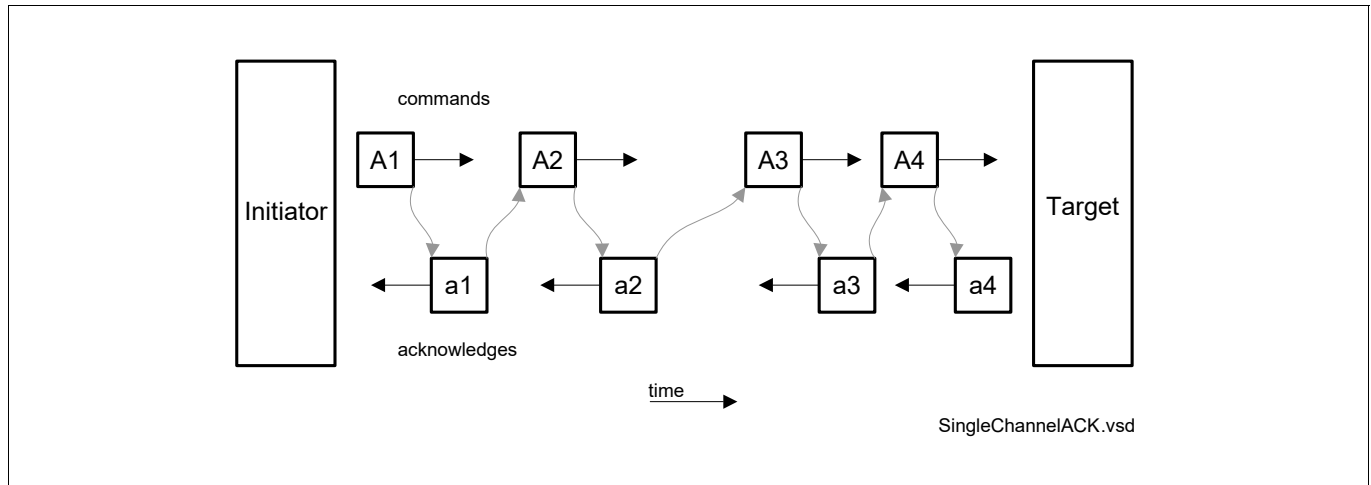 commands
A1 A2 A3 A4
Initiator Target
a1 a2 a3 a4
acknowledges
time
SingleChannelACK.vsd